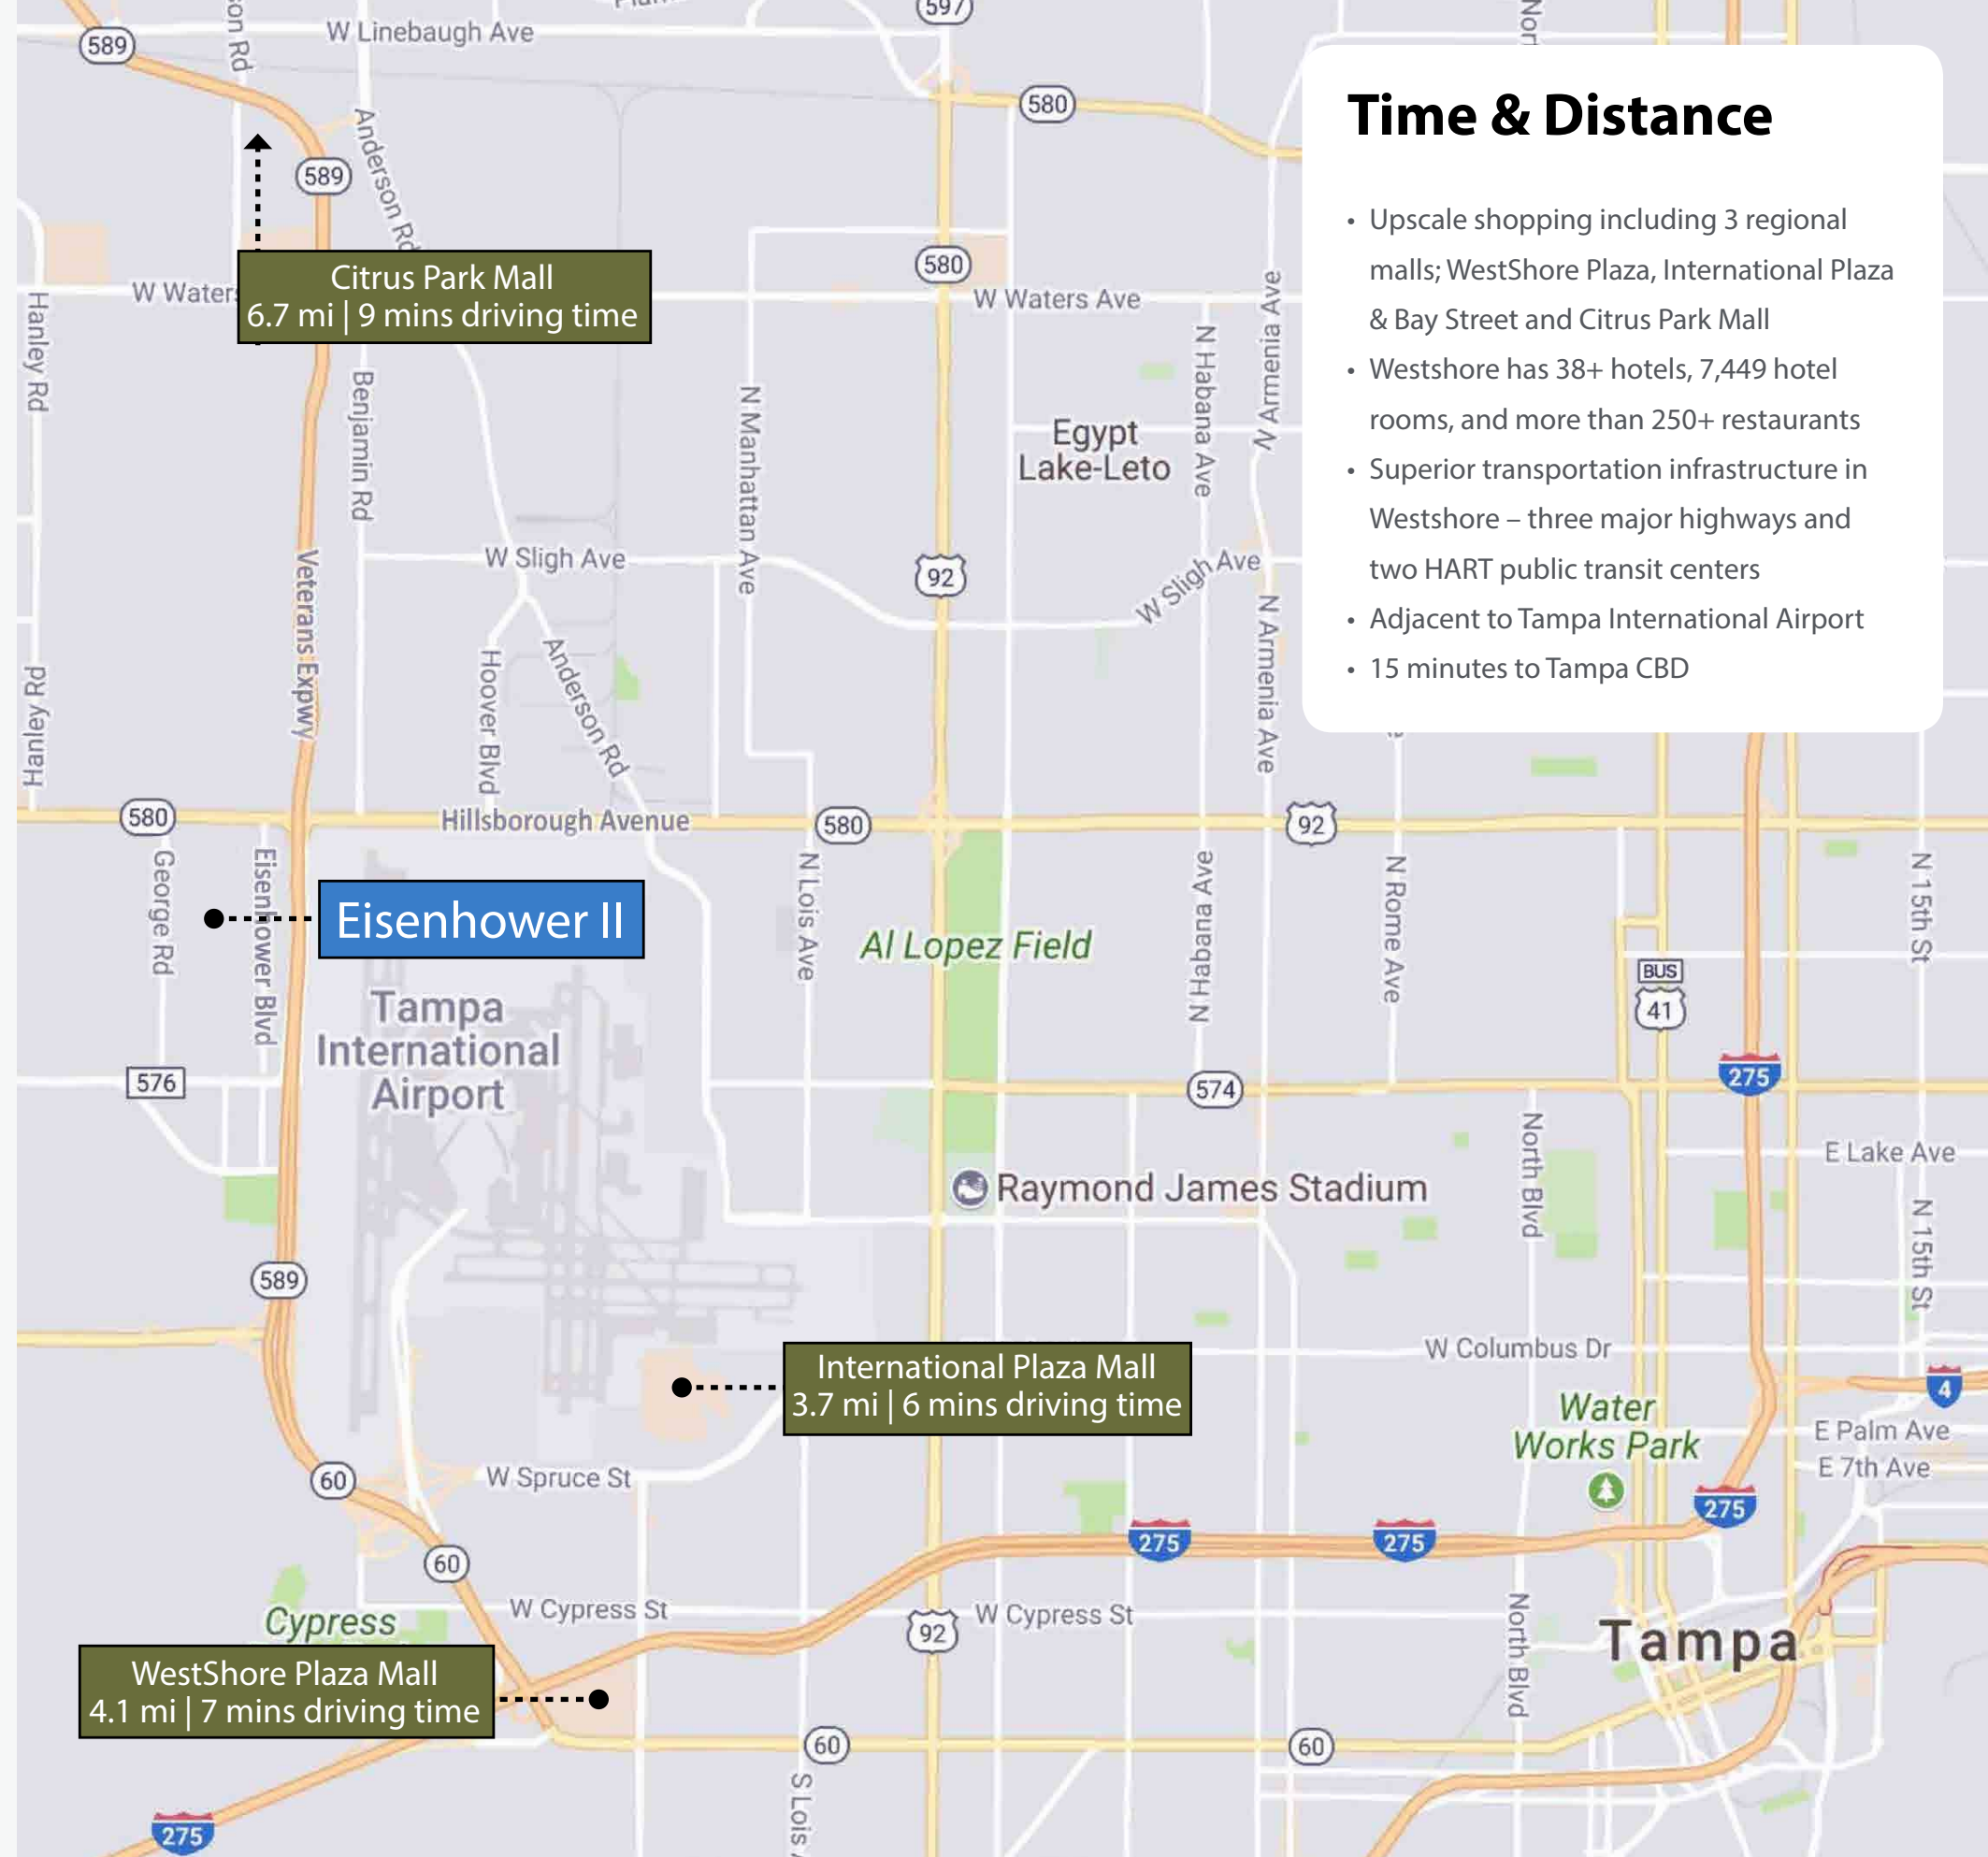 597
589
son Rd
W Linebaugh Ave
580
Time & Distance
• Upscale shopping including 3 regional
malls; WestShore Plaza, International Plaza
& Bay Street and Citrus Park Mall
• Westshore has 38+ hotels, 7,449 hotel
rooms, and more than 250+ restaurants
• Superior transportation infrastructure in
Westshore – three major highways and
two HART public transit centers
• Adjacent to Tampa International Airport
• 15 minutes to Tampa CBD
589
Anderson Rd
Citrus Park Mall
6.7 mi | 9 mins driving time
W Waters
580
W Waters Ave
Hanley Rd
Benjamin Rd
N Manhattan Ave
N Habana Ave
W Armenia Ave
Egypt
Lake-Leto
W Sligh Ave
92
W Sligh Ave
Veterans Expwy
Hoover Blvd
Anderson Rd
N Armenia Ave
Hanley Rd
580
Hillsborough Avenue
580
92
George Rd
Eisenhower Blvd
Eisenhower II
N Lois Ave
Al Lopez Field
N Habana Ave
N Rome Ave
N 15th St
BUS
41
Tampa
International
Airport
576
574
275
North Blvd
E Lake Ave
Raymond James Stadium
N 15th St
589
International Plaza Mall
3.7 mi | 6 mins driving time
W Columbus Dr
4
Water
Works Park
E Palm Ave
E 7th Ave
60
W Spruce St
275
275
275
60
Cypress
W Cypress St
92
W Cypress St
North Blvd
Tampa
WestShore Plaza Mall
4.1 mi | 7 mins driving time
60
60
S Lois
275